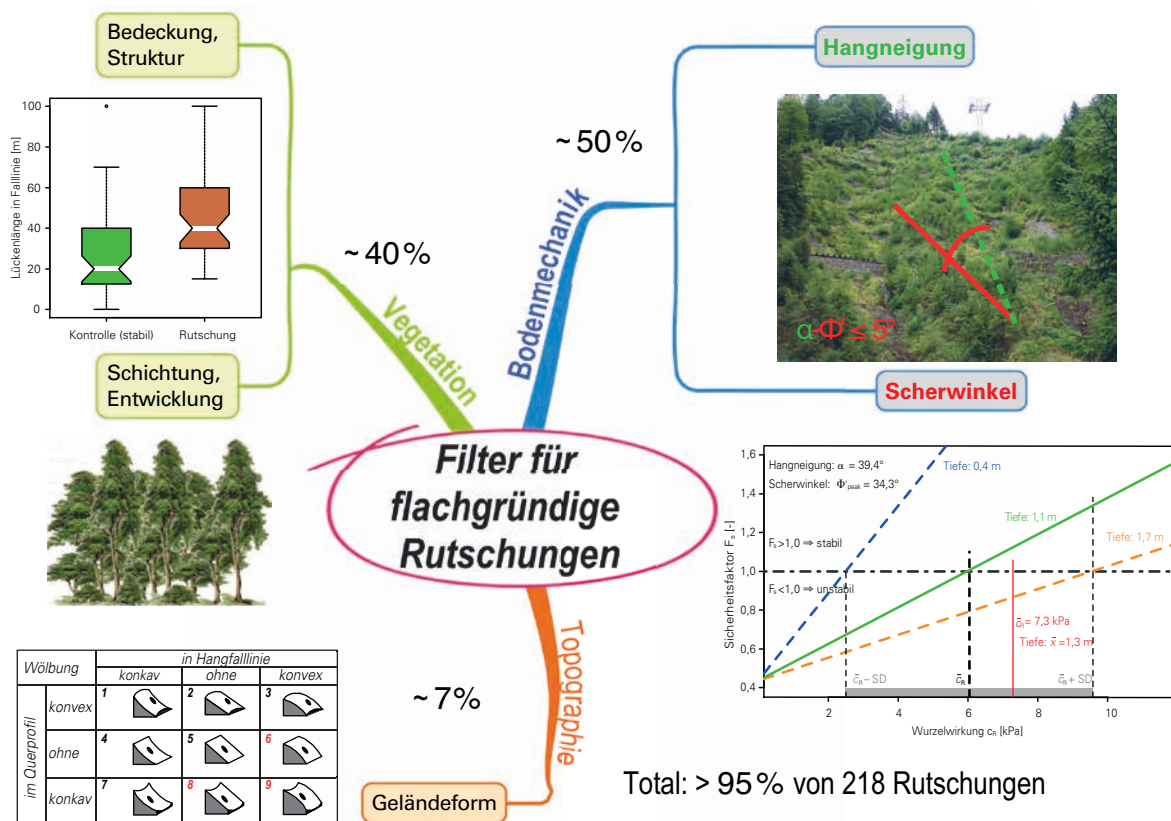 Bedeckung,
Struktur
Hangneigung
~ 50 %
~ 40 %
Lückenlänge in Falllinie [m]
100
80
60
40
20
0
Kontrolle (stabil) Rutschung
Vegetation
Bodenmechanik
α-Φ' ≤ 5°
Schichtung,
Entwicklung
Scherwinkel
Filter für
flachgründige
Rutschungen
Sicherheitsfaktor Fs [-]
1,6
1,4
1,2
1,0
0,8
0,6
0,4
Hangneigung: α = 39,4°
Scherwinkel: Φ'peak = 34,3°
Tiefe: 0,4 m
Tiefe: 1,1 m
Tiefe: 1,7 m
Fs>1,0 ⇒ stabil
Fs<1,0 ⇒ unstabil
c̄R= 7,3 kPa
Tiefe: x̄ =1,3 m
c̄R – SD c̄R c̄R + SD
2 4 6 8 10
Wurzelwirkung cR [kPa]
Topographie
~ 7 %
Geländeform
Wölbung in Hangfalllinie
konkav ohne konvex
im Querprofil
konvex 1 2 3
ohne 4 5 6
konkav 7 8 9
Total: > 95 % von 218 Rutschungen